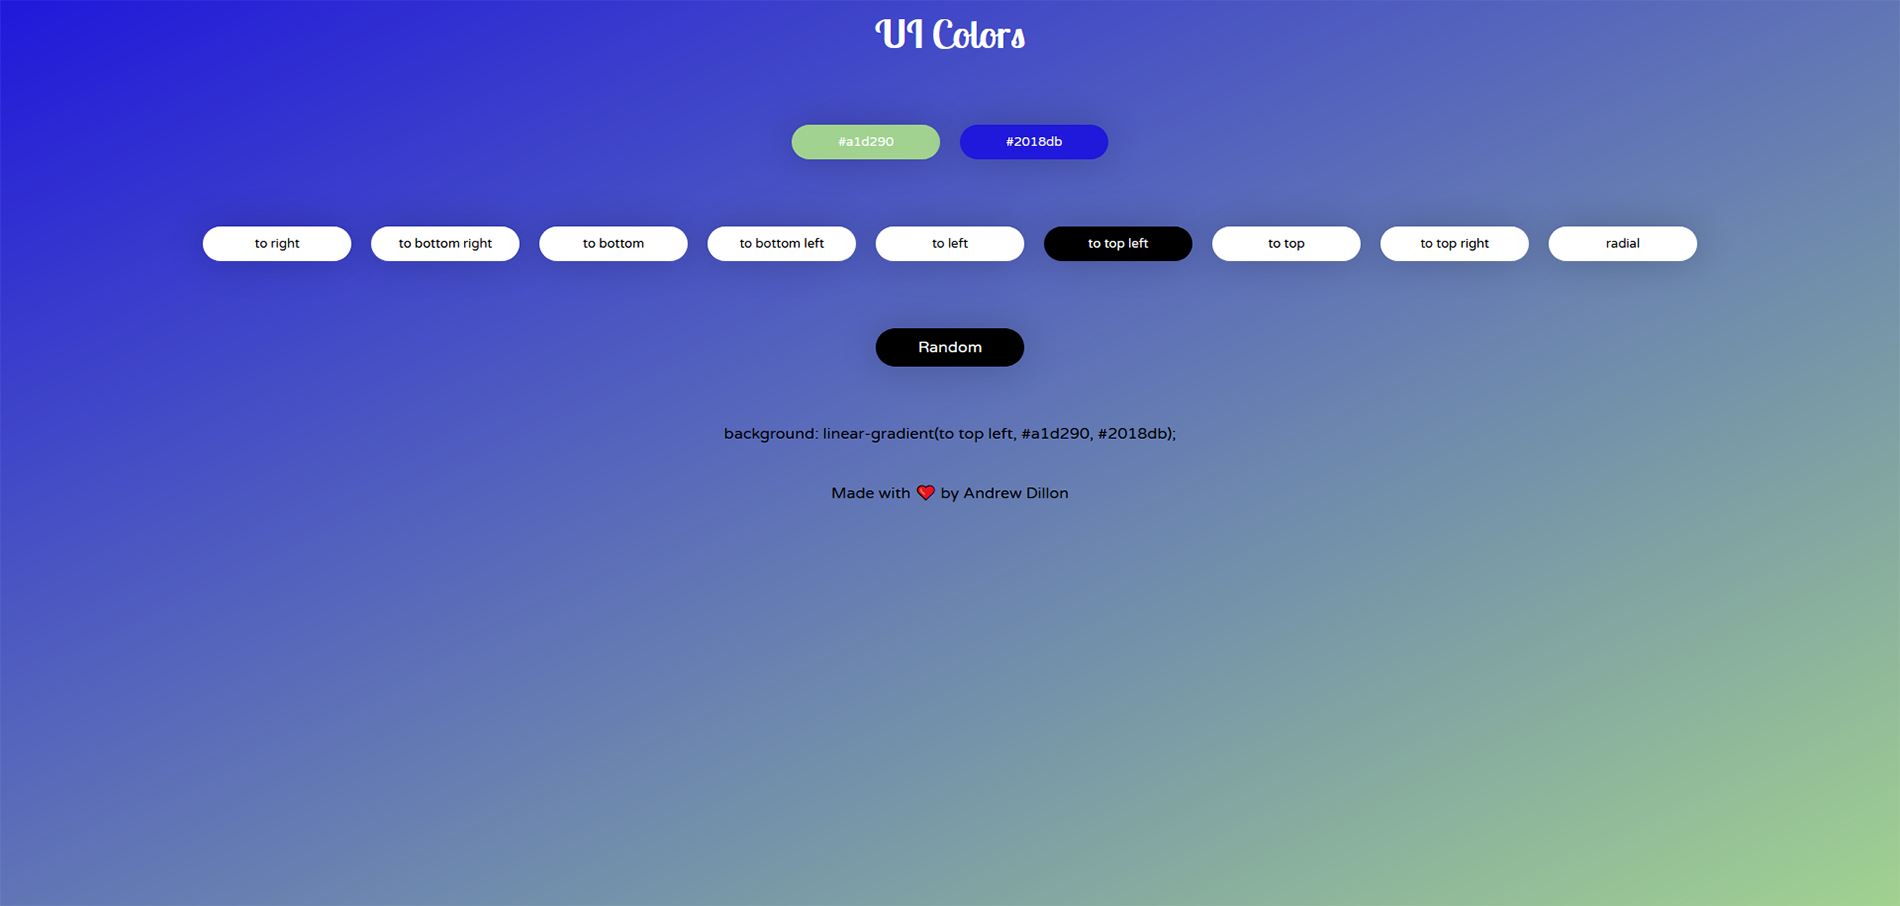 UI Colors
#a1d290 #2018db
to right to bottom right to bottom to bottom left to left to top left to top to top right radial
Random
background: linear-gradient(to top left, #a1d290, #2018db);
Made with ❤ by Andrew Dillon